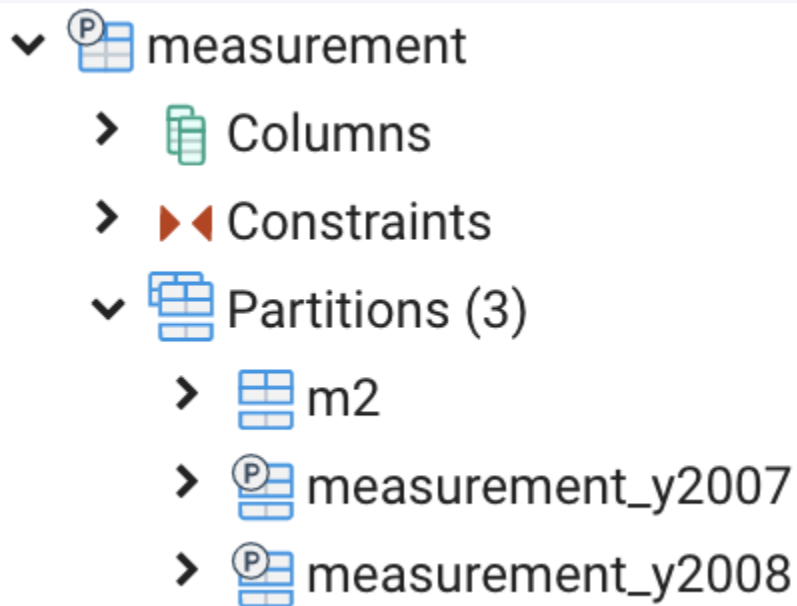 measurement
Columns
Constraints
Partitions (3)
m2
measurement_y2007
measurement_y2008